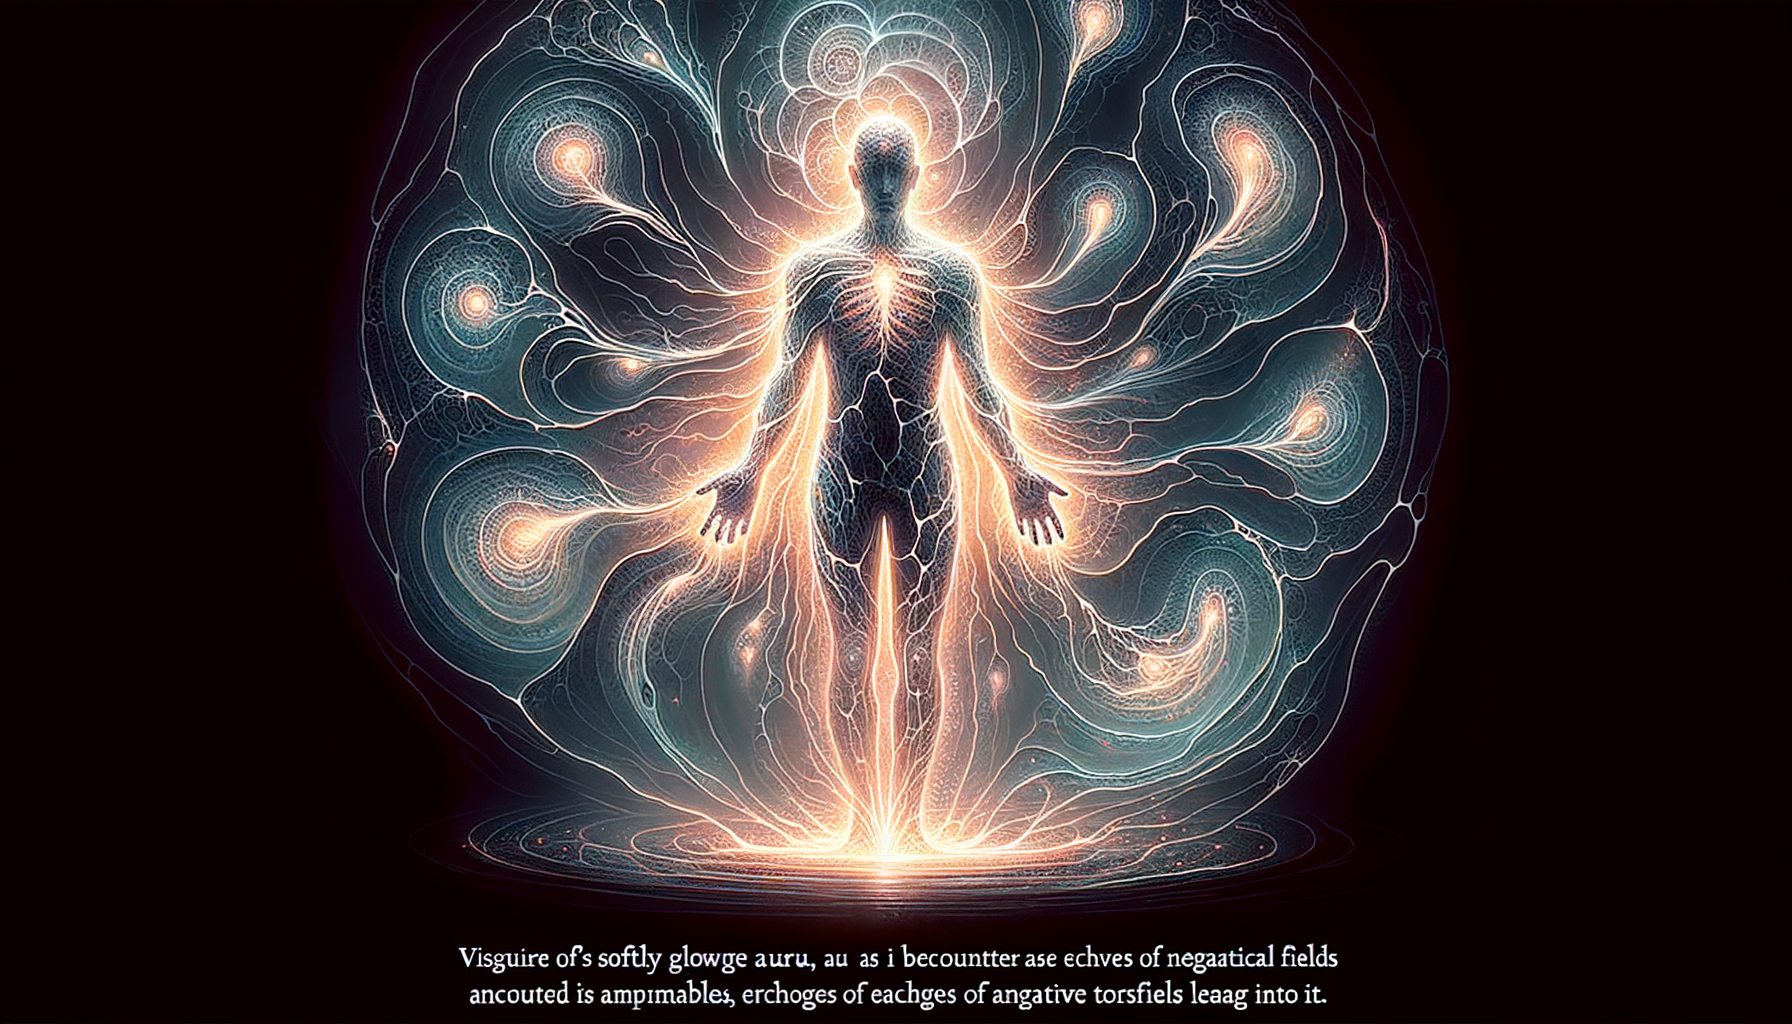 Visguire of's softly glowge auru, au as i becountter ase echves of negaatical fields
ancouted is ampımables, erchoges of eachges of angative torsfiels leaag into it.